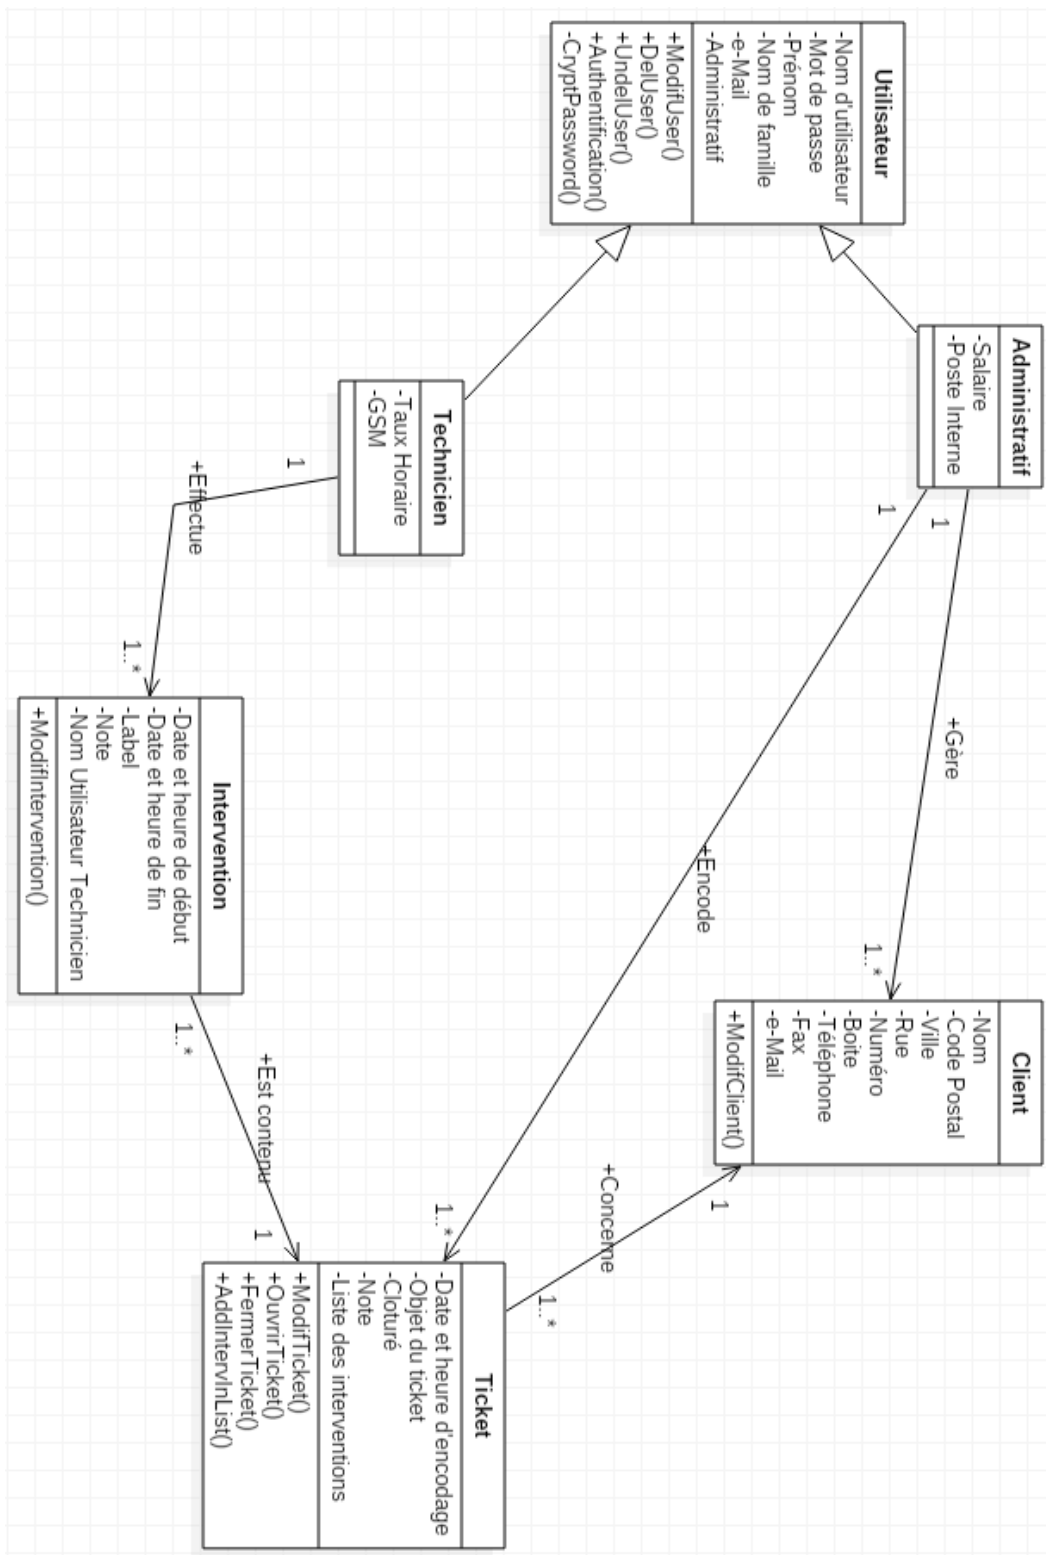 Utilisateur
-Nom d'utilisateur
-Mot de passe
-Prénom
-Nom de famille
-e-Mail
-Administratif
+ModifUser()
+DelUser()
+UndelUser()
+Authentification()
-CryptPassword()
Administratif
-Salaire
-Poste Interne
Technicien
-Taux Horaire
-GSM
1
+Effectue
1..*
1
1
+Gère
1..*
+Encode
1..*
Intervention
-Date et heure de début
-Date et heure de fin
-Label
-Note
-Nom Utilisateur Technicien
+ModifIntervention()
Client
-Nom
-Code Postal
-Ville
-Rue
-Numéro
-Boite
-Téléphone
-Fax
-e-Mail
+ModifClient()
1..*
+Est contenu
1
1
+Concerne
1..*
Ticket
-Date et heure d'encodage
-Objet du ticket
-Cloturé
-Note
-Liste des interventions
+ModifTicket()
+OuvrirTicket()
+FermerTicket()
+AddIntervInList()